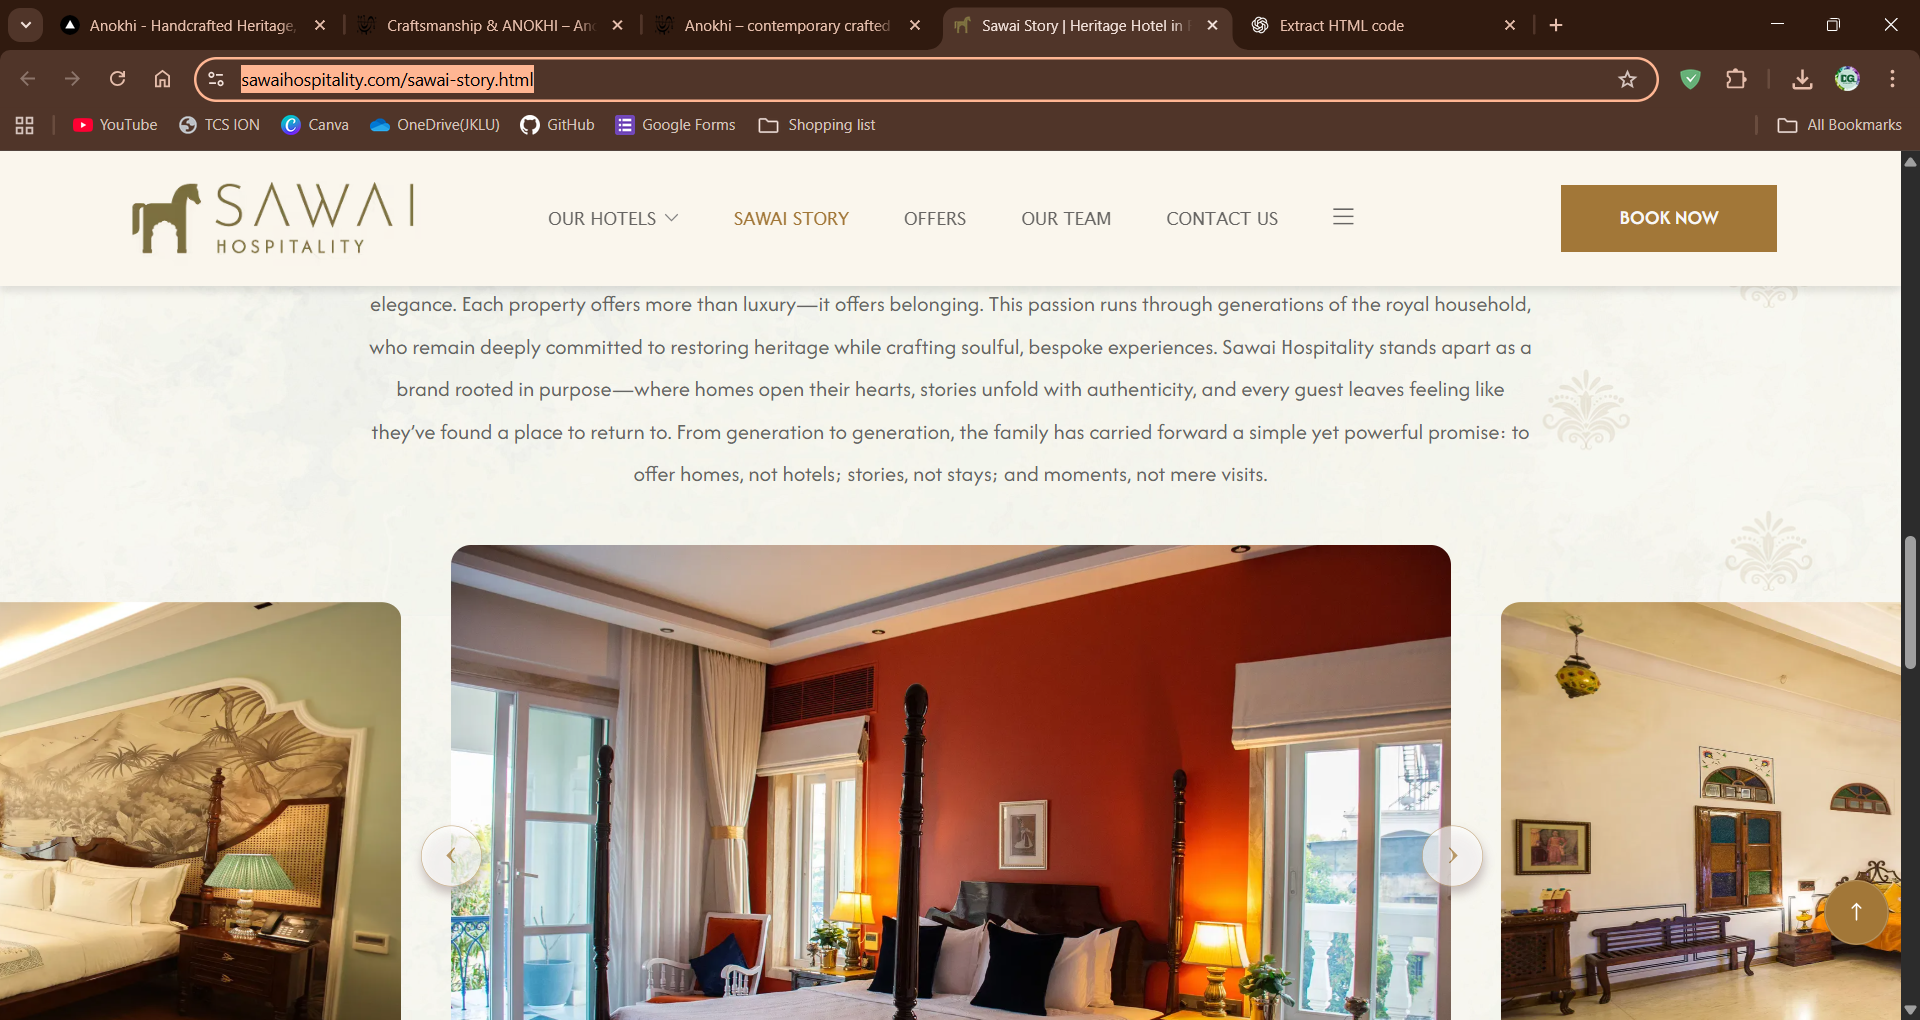 Anokhi - Handcrafted Heritage,
Craftsmanship & ANOKHI – An
Anokhi – contemporary crafted
Sawai Story | Heritage Hotel in
Extract HTML code
sawaihospitality.com/sawai-story.html
DG
YouTube
TCS ION
Canva
OneDrive(JKLU)
GitHub
Google Forms
Shopping list
All Bookmarks
SAWAI
HOSPITALITY
OUR HOTELS
SAWAI STORY
OFFERS
OUR TEAM
CONTACT US
BOOK NOW
elegance. Each property offers more than luxury—it offers belonging. This passion runs through generations of the royal household,
who remain deeply committed to restoring heritage while crafting soulful, bespoke experiences. Sawai Hospitality stands apart as a
brand rooted in purpose—where homes open their hearts, stories unfold with authenticity, and every guest leaves feeling like
they’ve found a place to return to. From generation to generation, the family has carried forward a simple yet powerful promise: to
offer homes, not hotels; stories, not stays; and moments, not mere visits.